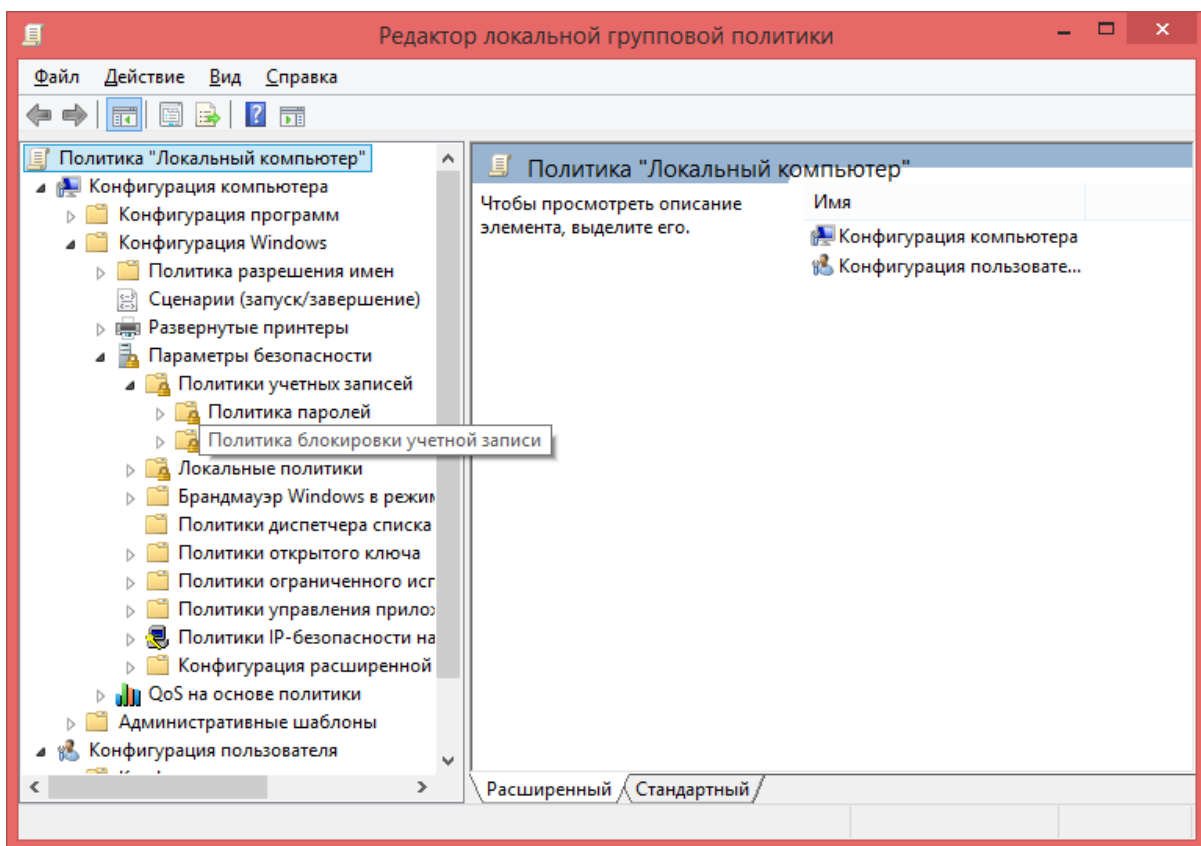 Редактор локальной групповой политики
Файл Действие Вид Справка
Политика "Локальный компьютер"
Конфигурация компьютера
Конфигурация программ
Конфигурация Windows
Политика разрешения имен
Сценарии (запуск/завершение)
Развернутые принтеры
Параметры безопасности
Политики учетных записей
Политика паролей
Политика блокировки учетной записи
Локальные политики
Брандмауэр Windows в
Политики диспетчера списка
Политики открытого ключа
Политики ограниченного
Политики управления
Политики IP-безопасности на
Конфигурация расширенной
QoS на основе политики
Административные шаблоны
Конфигурация пользователя
Политика "Локальный компьютер"
Чтобы просмотреть описание
элемента, выделите его.
Имя
Конфигурация компьютера
Конфигурация пользовате...
Расширенный Стандартный